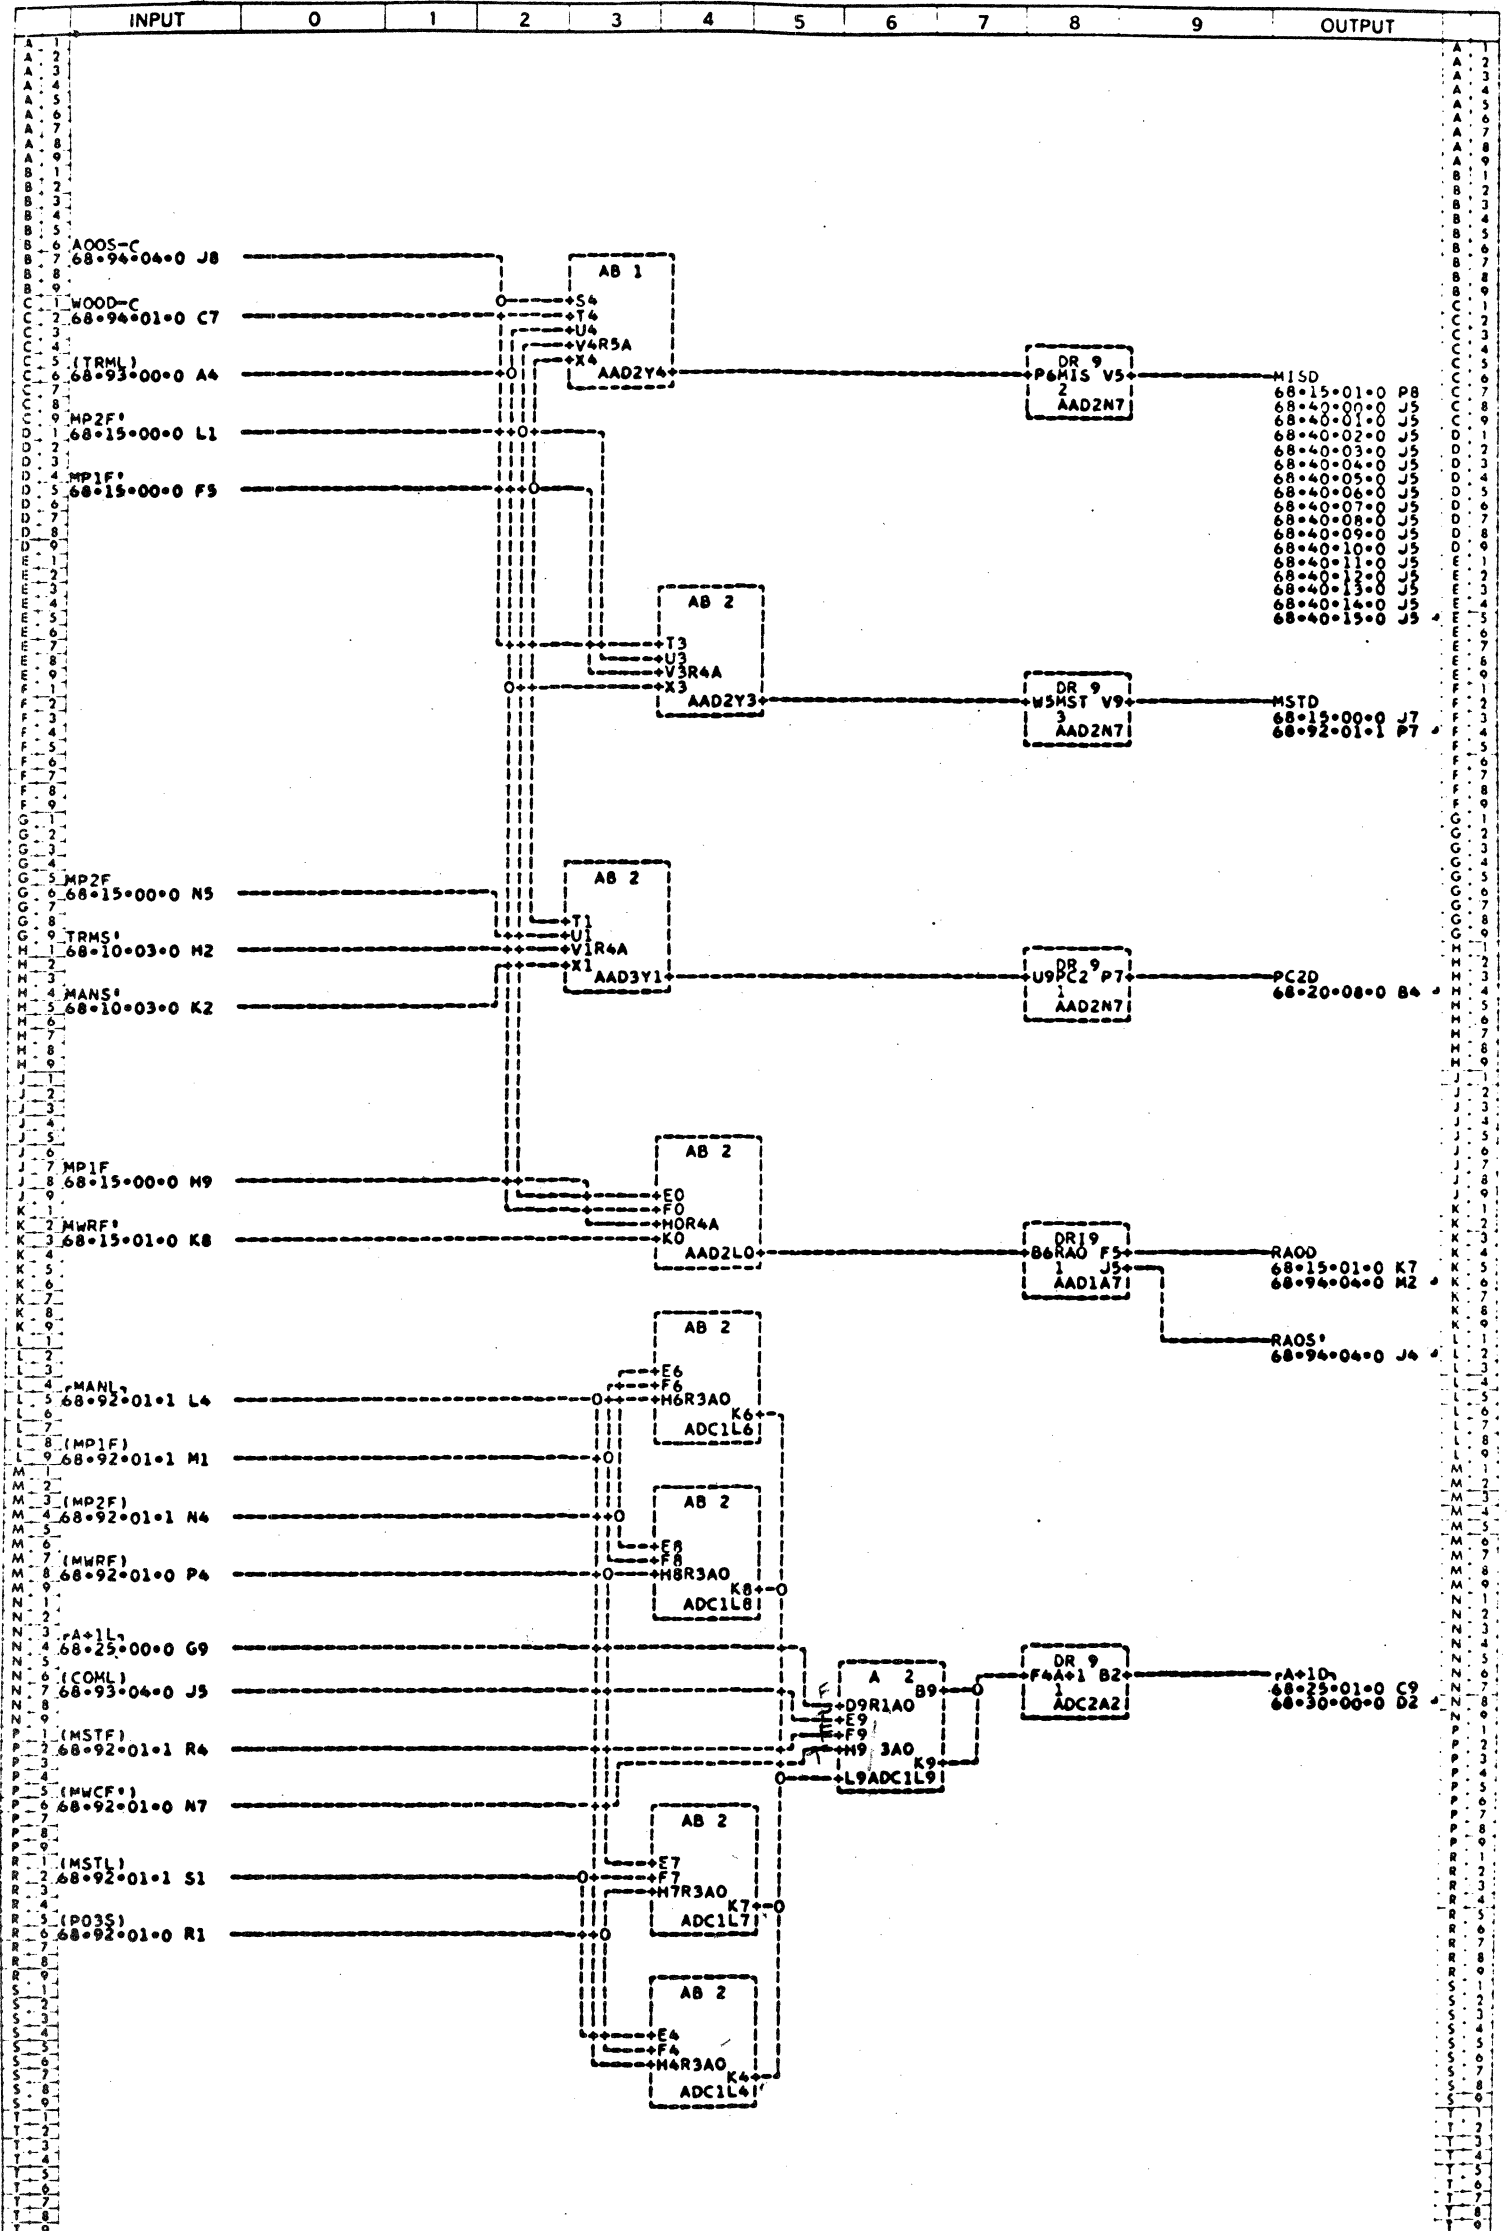 INPUT 0 1 2 3 4 5 6 7 8 9 OUTPUT
AOOS-C
68•94•04•0 J8
AB 1
WOOD-C
68•94•01•0 C7
S4
T4
U4
V4R5A
X4
AAD2Y4
(TRML)
68•93•00•0 A4
DR 9
P6MIS V5
2
AAD2N7
MISD
68•15•01•0 P8
68•40•00•0 J5
68•40•01•0 J5
68•40•02•0 J5
68•40•03•0 J5
68•40•04•0 J5
68•40•05•0 J5
68•40•06•0 J5
68•40•07•0 J5
68•40•08•0 J5
68•40•09•0 J5
68•40•10•0 J5
68•40•11•0 J5
68•40•12•0 J5
68•40•13•0 J5
68•40•14•0 J5
68•40•15•0 J5
MP2F'
68•15•00•0 L1
MP1F'
68•15•00•0 F5
AB 2
T3
U3
V3R4A
X3
AAD2Y3
DR 9
W5MST V9
3
AAD2N7
MSTD
68•15•00•0 J7
68•92•01•1 P7
MP2F
68•15•00•0 N5
TRMS'
68•10•03•0 H2
MANS'
68•10•03•0 K2
AB 2
T1
U1
V1R4A
X1
AAD3Y1
DR 9
U9PC2 P7
1
AAD2N7
PC2D
68•20•08•0 B4
MP1F
68•15•00•0 H9
MWRF'
68•15•01•0 K8
AB 2
E0
F0
H0R4A
K0
AAD2L0
DRI9
B6RAO F5
1 J5
AAD1A7
RAOD
68•15•01•0 K7
68•94•04•0 M2
RAOS'
68•94•04•0 J4
AB 2
E6
F6
H6R3AO
K6
ADC1L6
┌MANL┐
68•92•01•1 L4
(MP1F)
68•92•01•1 M1
(MP2F)
68•92•01•1 N4
(MWRF)
68•92•01•0 P4
AB 2
E8
F8
H8R3AO
K8
ADC1L8
┌A+1L┐
68•25•00•0 G9
(COML)
68•93•04•0 J5
(MSTF)
68•92•01•1 R4
(MWCF')
68•92•01•0 N7
A 2
B9
D9R1AO
E9
F9
H9 3AO
K9
L9ADC1L9
DR 9
F4A+1 B2
1
ADC2A2
┌A+1D┐
68•25•01•0 C9
68•30•00•0 D2
(MSTL)
68•92•01•1 S1
(P03S)
68•92•01•0 R1
AB 2
E7
F7
H7R3AO
K7
ADC1L7
AB 2
E4
F4
H4R3AO
K4
ADC1L4